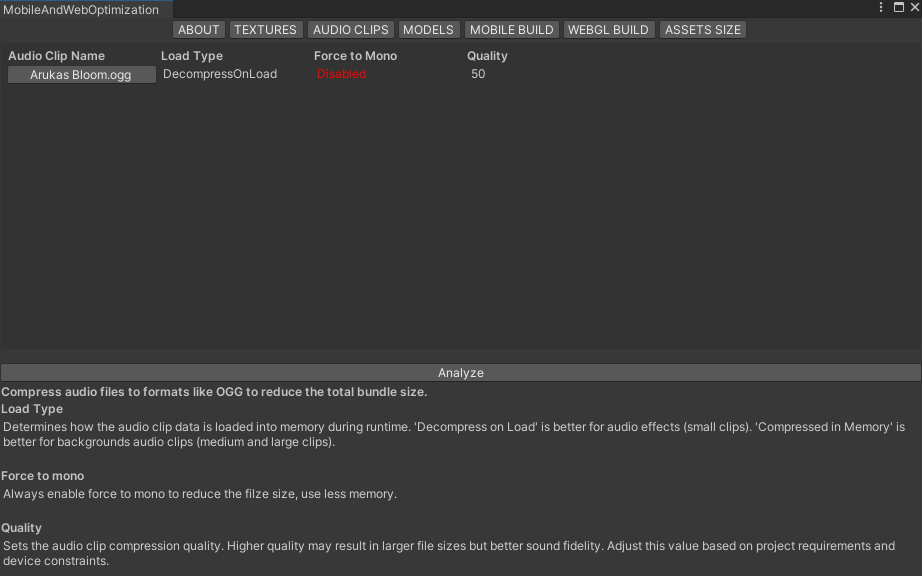 MobileAndWebOptimization
ABOUT TEXTURES AUDIO CLIPS MODELS MOBILE BUILD WEBGL BUILD ASSETS SIZE
Audio Clip Name Load Type Force to Mono Quality
Arukas Bloom.ogg DecompressOnLoad Disabled 50
Analyze
Compress audio files to formats like OGG to reduce the total bundle size.
Load Type
Determines how the audio clip data is loaded into memory during runtime. 'Decompress on Load' is better for audio effects (small clips). 'Compressed in Memory' is
better for backgrounds audio clips (medium and large clips).
Force to mono
Always enable force to mono to reduce the filze size, use less memory.
Quality
Sets the audio clip compression quality. Higher quality may result in larger file sizes but better sound fidelity. Adjust this value based on project requirements and
device constraints.